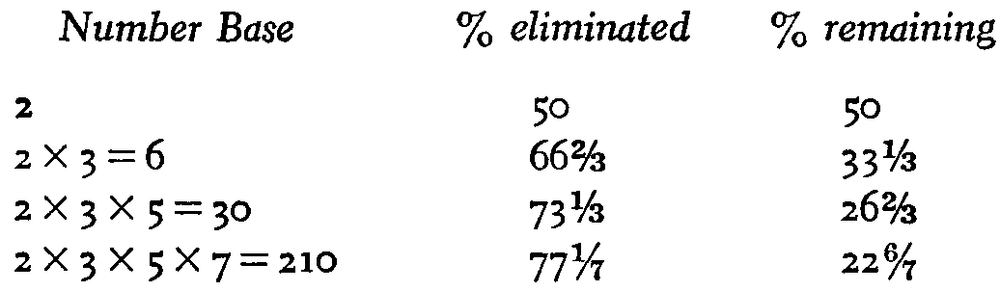 Number Base % eliminated % remaining
2 50 50
2 × 3 = 6 66⅔ 33⅓
2 × 3 × 5 = 30 73⅓ 26⅔
2 × 3 × 5 × 7 = 210 77⅐ 22⁶⁄₇